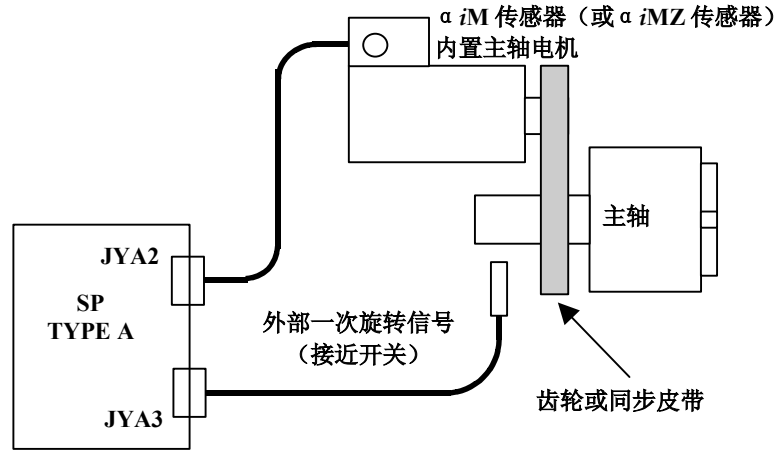 α iM 传感器（或 α iMZ 传感器）
内置主轴电机
主轴
JYA2
SP
TYPE A
外部一次旋转信号
（接近开关）
齿轮或同步皮带
JYA3